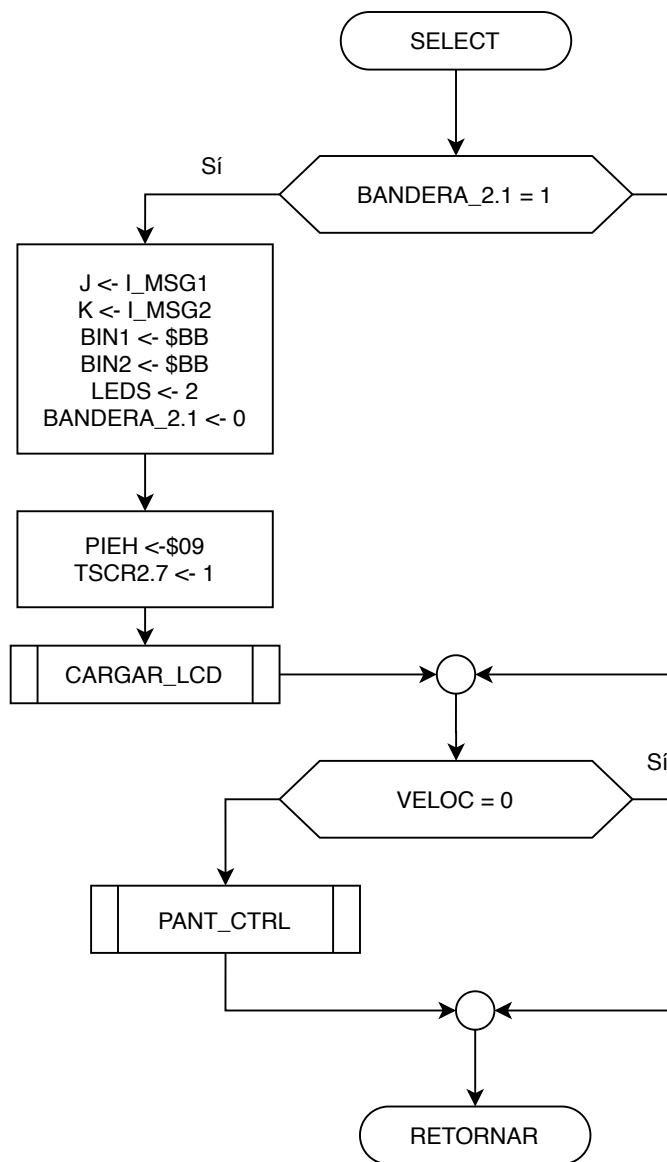 SELECT
Sí
BANDERA_2.1 = 1
J <- I_MSG1
K <- I_MSG2
BIN1 <- $BB
BIN2 <- $BB
LEDS <- 2
BANDERA_2.1 <- 0
PIEH <-$09
TSCR2.7 <- 1
CARGAR_LCD
Sí
VELOC = 0
PANT_CTRL
RETORNAR